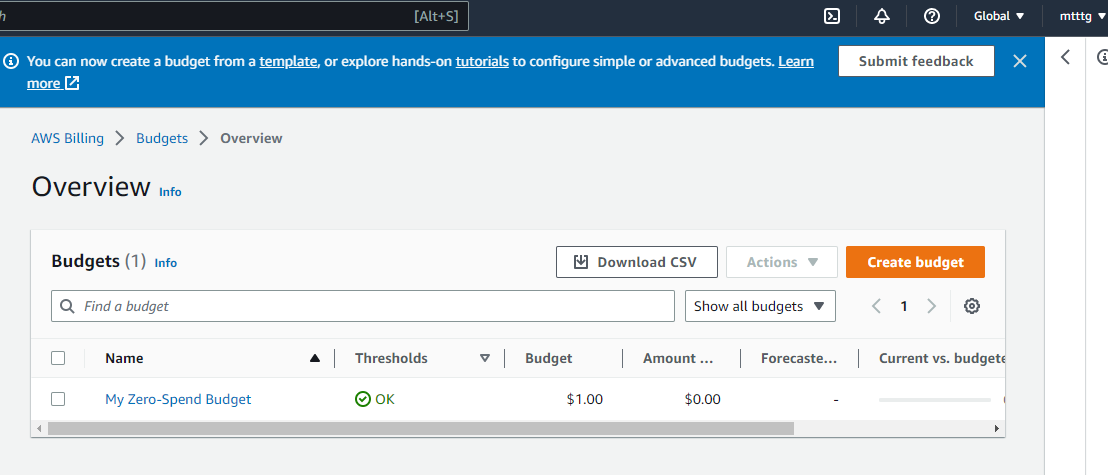 [Alt+S]
Global
mtttg
You can now create a budget from a template, or explore hands-on tutorials to configure simple or advanced budgets. Learn
more
Submit feedback
AWS Billing
Budgets
Overview
Overview
Info
Budgets (1)
Info
Download CSV
Actions
Create budget
Find a budget
Show all budgets
1
Name
Thresholds
Budget
Amount ...
Forecaste...
Current vs. budgete
My Zero-Spend Budget
OK
$1.00
$0.00
-